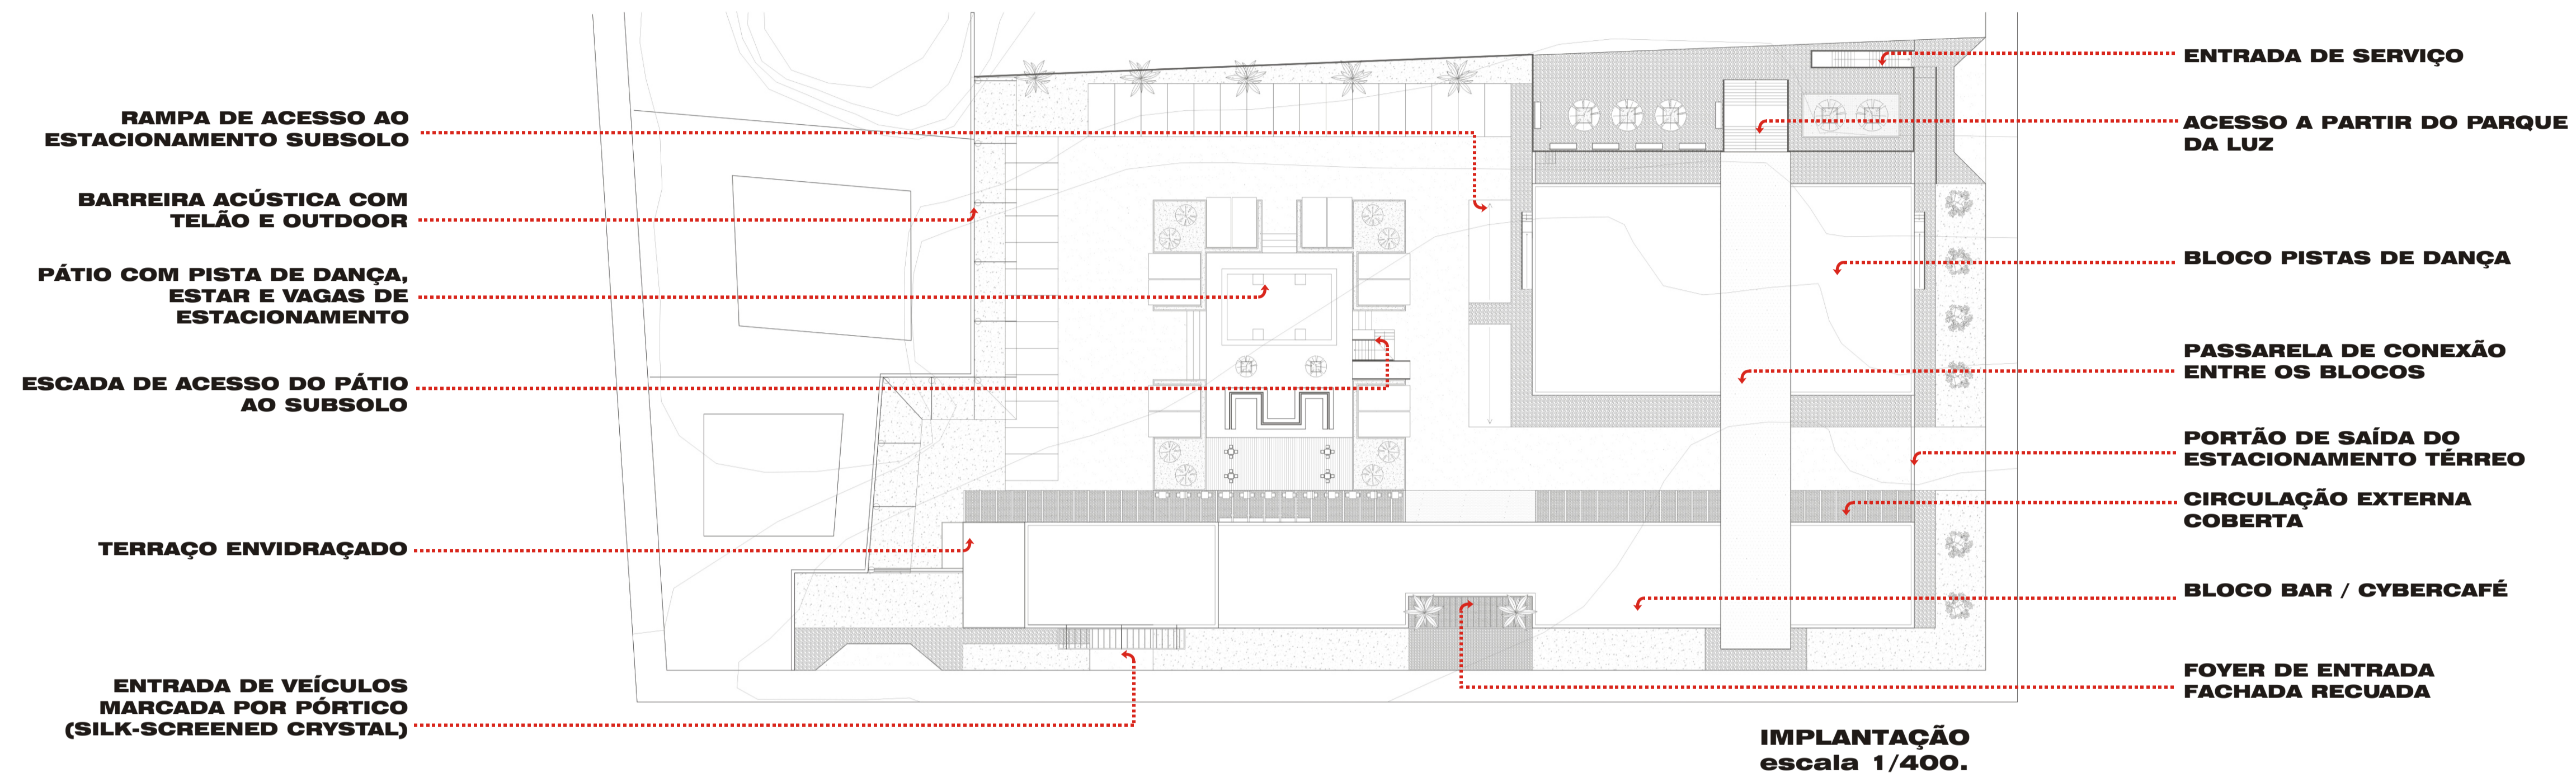 RAMPA DE ACESSO AO
ESTACIONAMENTO SUBSOLO
BARREIRA ACÚSTICA COM
TELÃO E OUTDOOR
PÁTIO COM PISTA DE DANÇA,
ESTAR E VAGAS DE
ESTACIONAMENTO
ESCADA DE ACESSO DO PÁTIO
AO SUBSOLO
TERRAÇO ENVIDRAÇADO
ENTRADA DE VEÍCULOS
MARCADA POR PÓRTICO
(SILK-SCREENED CRYSTAL)
ENTRADA DE SERVIÇO
ACESSO A PARTIR DO PARQUE
DA LUZ
BLOCO PISTAS DE DANÇA
PASSARELA DE CONEXÃO
ENTRE OS BLOCOS
PORTÃO DE SAÍDA DO
ESTACIONAMENTO TÉRREO
CIRCULAÇÃO EXTERNA
COBERTA
BLOCO BAR / CYBERCAFÉ
FOYER DE ENTRADA
FACHADA RECUADA
IMPLANTAÇÃO
escala 1/400.